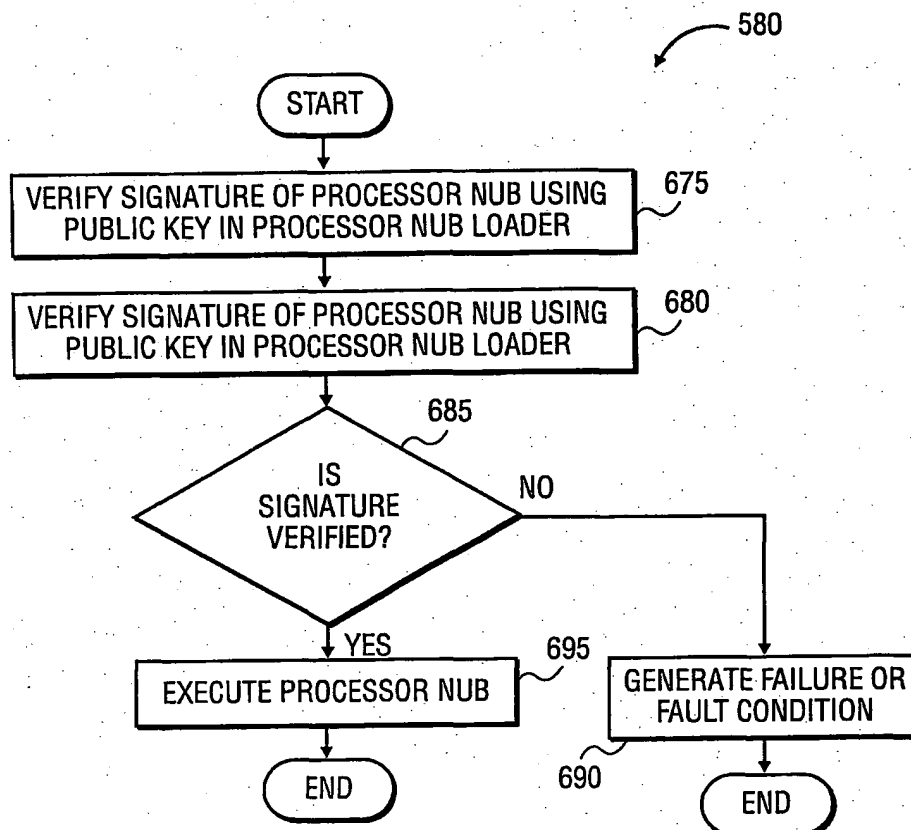 580
START
VERIFY SIGNATURE OF PROCESSOR NUB USING
PUBLIC KEY IN PROCESSOR NUB LOADER
675
VERIFY SIGNATURE OF PROCESSOR NUB USING
PUBLIC KEY IN PROCESSOR NUB LOADER
680
685
IS
SIGNATURE
VERIFIED?
NO
YES
EXECUTE PROCESSOR NUB
695
GENERATE FAILURE OR
FAULT CONDITION
690
END
END